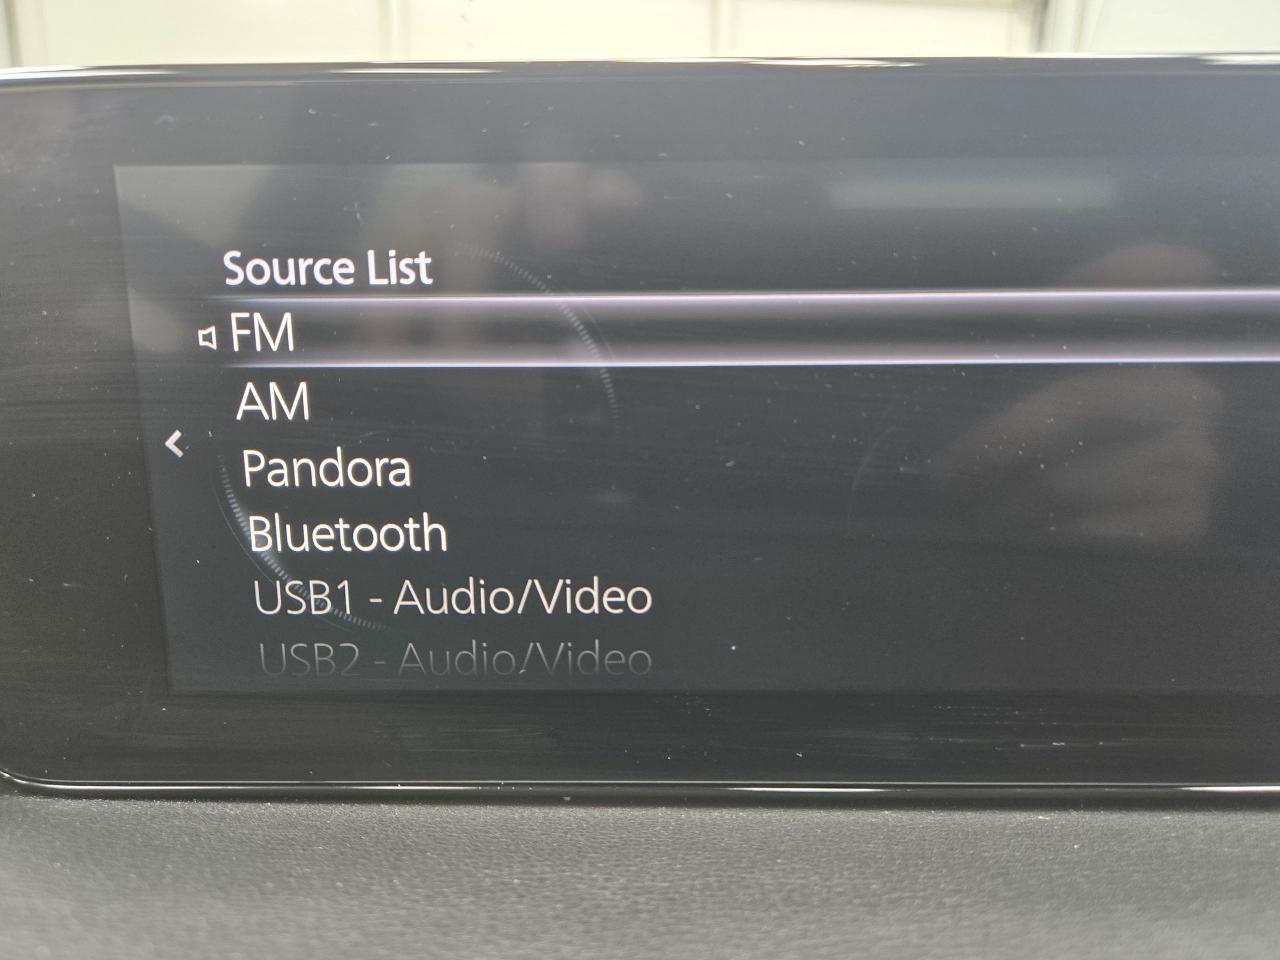 Source List
FM
AM
Pandora
Bluetooth
USB1 - Audio/Video
USB2 - Audio/Video